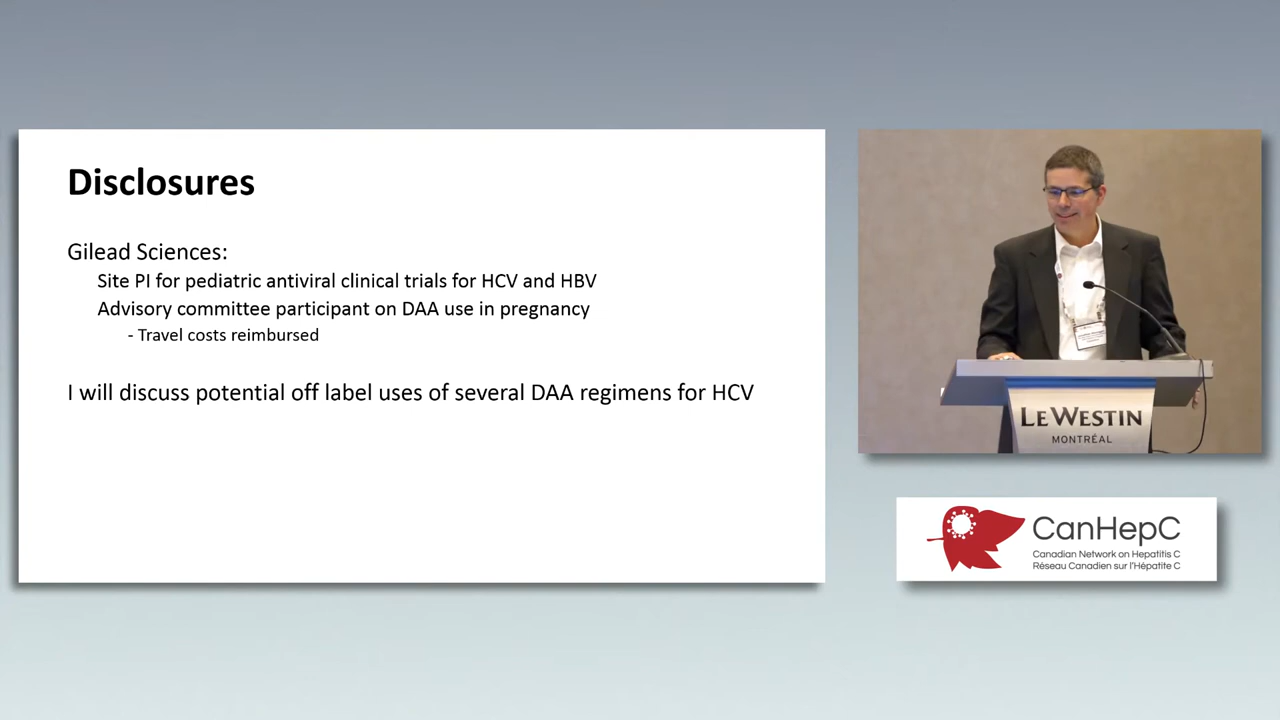 Disclosures
Gilead Sciences:
Site PI for pediatric antiviral clinical trials for HCV and HBV
Advisory committee participant on DAA use in pregnancy
- Travel costs reimbursed
I will discuss potential off label uses of several DAA regimens for HCV
LE WESTIN
MONTRÉAL
CanHepC
Canadian Network on Hepatitis C
Réseau Canadien sur l'Hépatite C